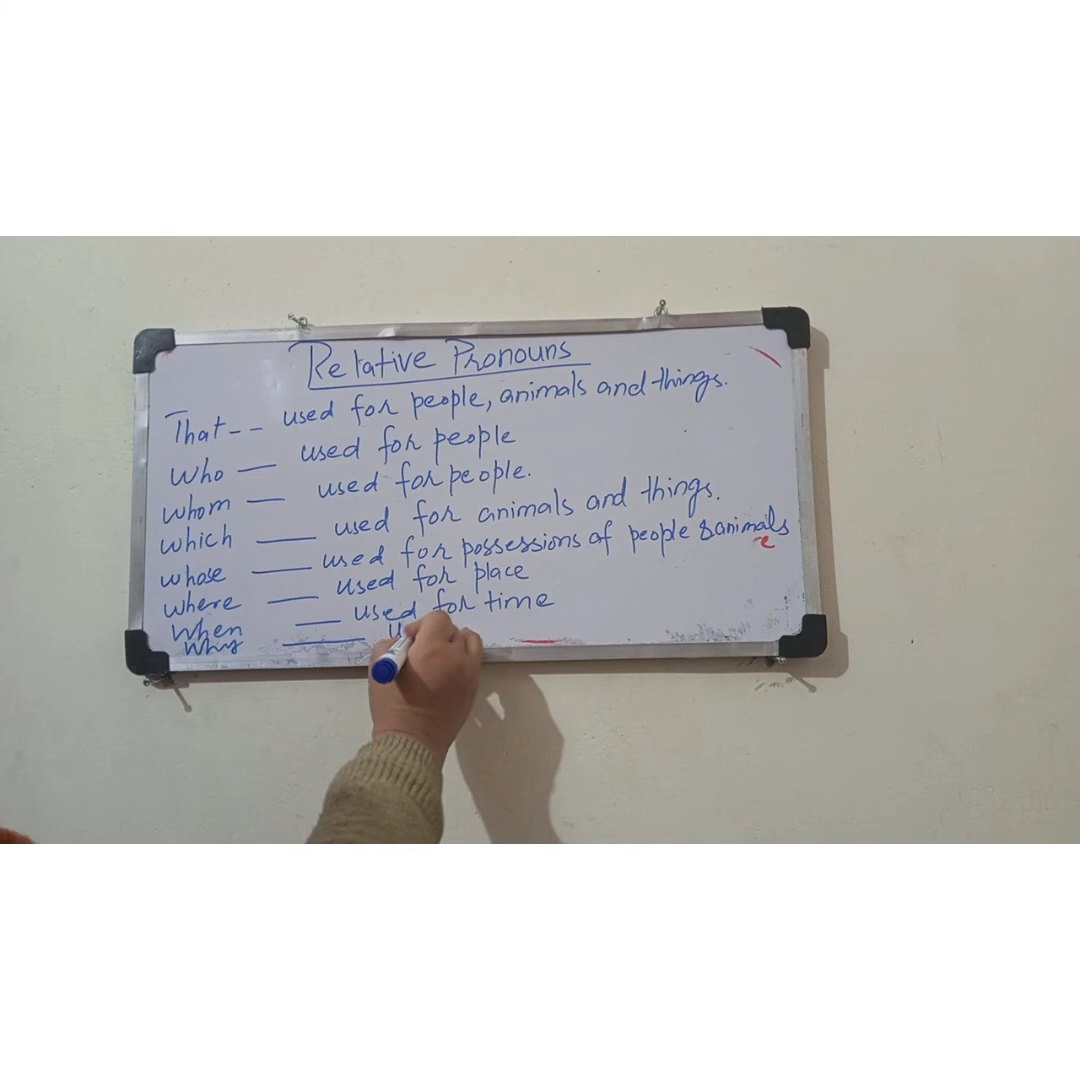 Relative Pronouns
That -- used for people, animals and things.
Who — used for people
whom — used for people.
which — used for animals and things.
whose — used for possessions of people & animals
where — used for place
when — used for time
Why —